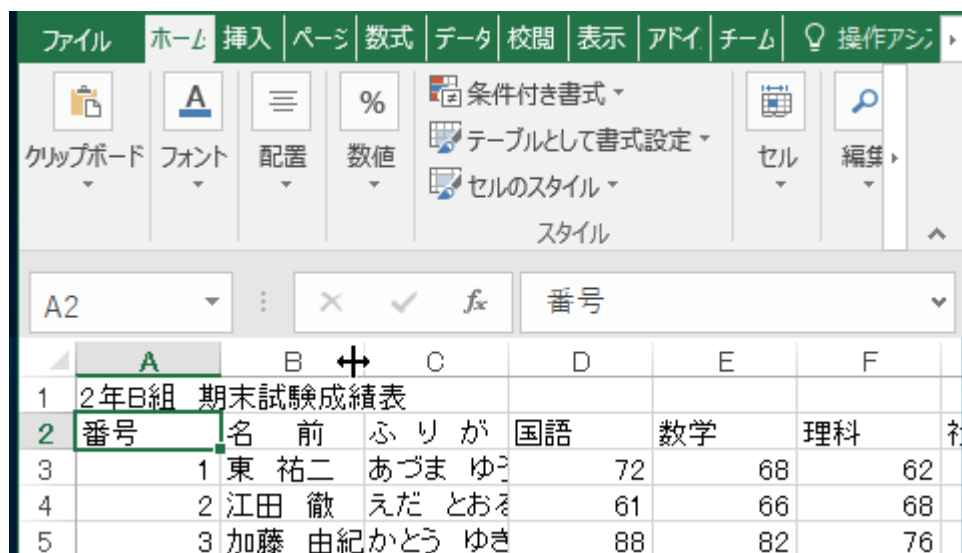 ファイル ホーム 挿入 ページ 数式 データ 校閲 表示 アドイ チーム 操作アシ
条件付き書式
テーブルとして書式設定
セルのスタイル
クリップボード フォント 配置 数値 セル 編集
スタイル
A2 fx 番号
A B C D E F
1 2年B組 期末試験成績表
2 番号 名 前 ふ り が 国語 数学 理科
3 1 東 祐二 あづま ゆう 72 68 62
4 2 江田 徹 えだ とおる 61 66 68
5 3 加藤 由紀 かとう ゆき 88 82 76